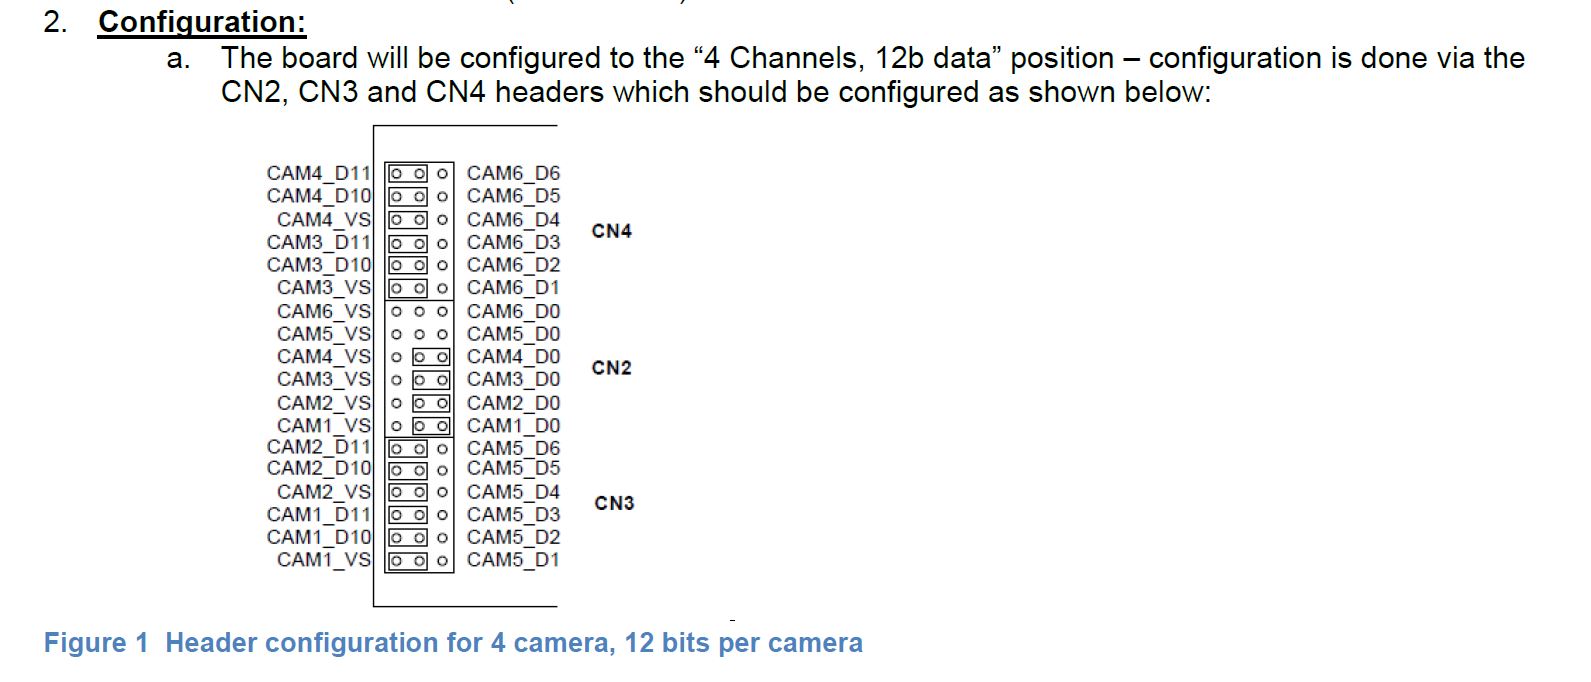 2. Configuration:
a. The board will be configured to the “4 Channels, 12b data” position – configuration is done via the
CN2, CN3 and CN4 headers which should be configured as shown below:
CAM4_D11 CAM6_D6
CAM4_D10 CAM6_D5
CAM4_VS CAM6_D4
CN4
CAM3_D11 CAM6_D3
CAM3_D10 CAM6_D2
CAM3_VS CAM6_D1
CAM6_VS CAM6_D0
CAM5_VS CAM5_D0
CAM4_VS CAM4_D0
CN2
CAM3_VS CAM3_D0
CAM2_VS CAM2_D0
CAM1_VS CAM1_D0
CAM2_D11 CAM5_D6
CAM2_D10 CAM5_D5
CAM2_VS CAM5_D4
CN3
CAM1_D11 CAM5_D3
CAM1_D10 CAM5_D2
CAM1_VS CAM5_D1
Figure 1 Header configuration for 4 camera, 12 bits per camera